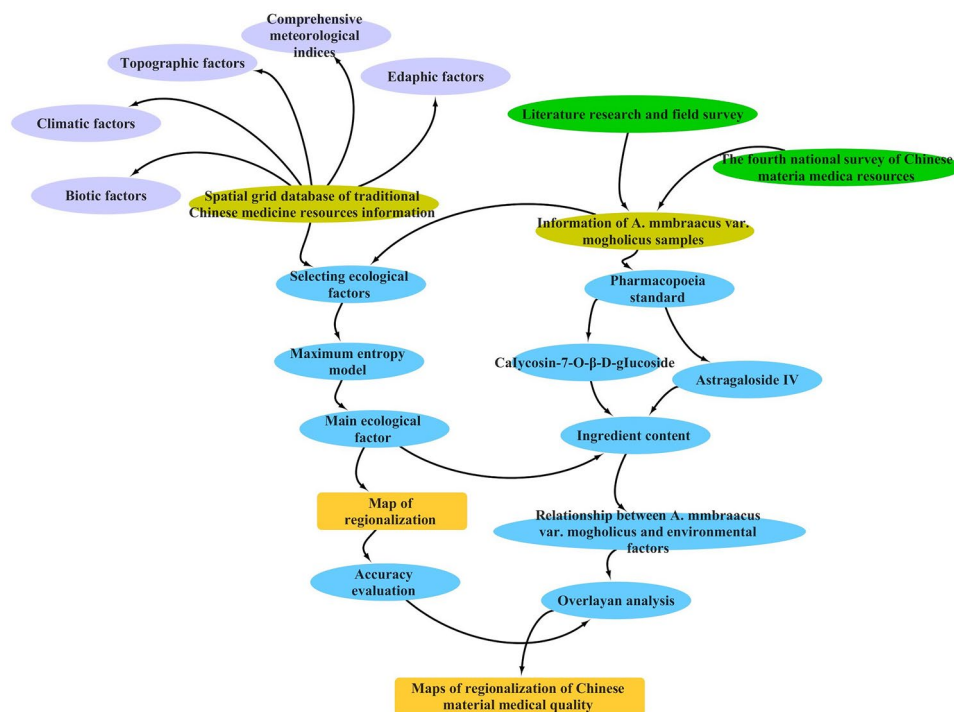 Comprehensive
meteorological
indices
Topographic factors
Edaphic factors
Climatic factors
Literature research and field survey
The fourth national survey of Chinese
materia medica resources
Biotic factors
Spatial grid database of traditional
Chinese medicine resources information
Information of A. mmbraacus var.
mogholicus samples
Selecting ecological
factors
Pharmacopoeia
standard
Maximum entropy
model
Calycosin-7-O-β-D-glucoside
Astragaloside IV
Main ecological
factor
Ingredient content
Map of
regionalization
Relationship between A. mmbraacus
var. mogholicus and environmental
factors
Accuracy
evaluation
Overlayan analysis
Maps of regionalization of Chinese
material medical quality